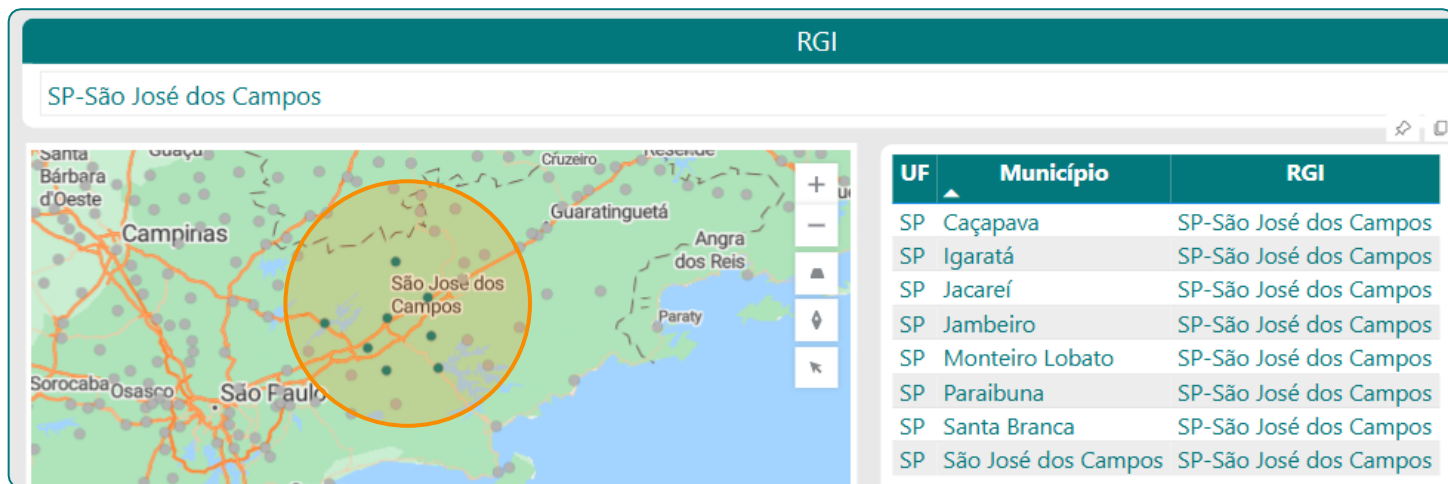 RGI
SP-São José dos Campos
Santa
Bárbara
d'Oeste
Guaçu
Cruzeiro
Resende
Campinas
Guaratinguetá
Angra
dos Reis
São José dos
Campos
Paraty
Sorocaba
Osasco
São Paulo
UF Município RGI
SP Caçapava SP-São José dos Campos
SP Igaratá SP-São José dos Campos
SP Jacareí SP-São José dos Campos
SP Jambeiro SP-São José dos Campos
SP Monteiro Lobato SP-São José dos Campos
SP Paraibuna SP-São José dos Campos
SP Santa Branca SP-São José dos Campos
SP São José dos Campos SP-São José dos Campos